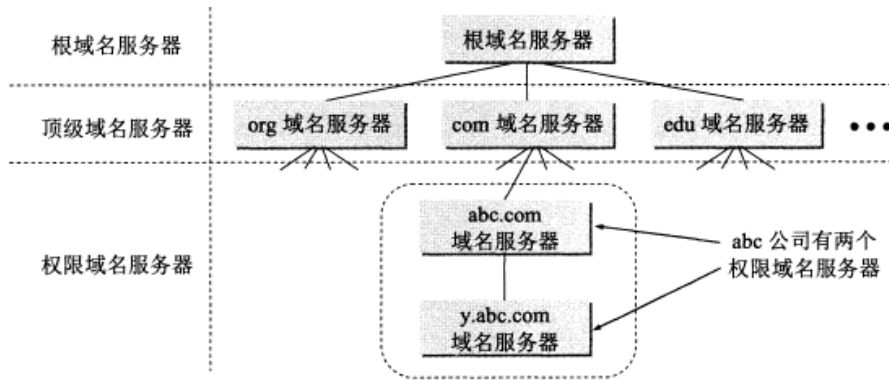 根域名服务器
根域名服务器
顶级域名服务器
org 域名服务器
com 域名服务器
edu 域名服务器
•••
权限域名服务器
abc.com
域名服务器
abc 公司有两个
权限域名服务器
y.abc.com
域名服务器